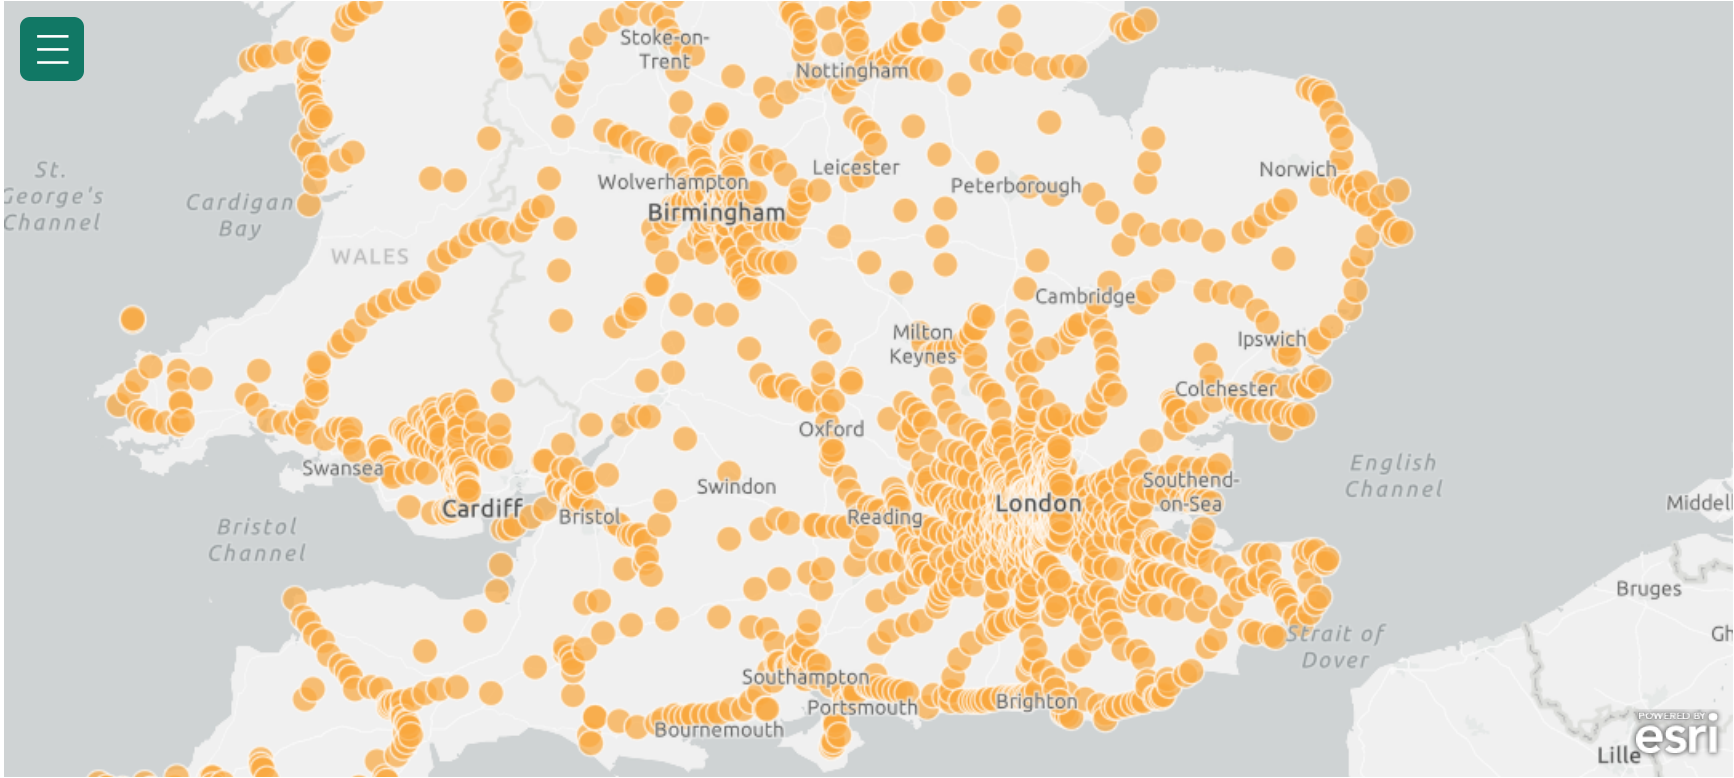 Stoke-on-
Trent
Nottingham
St.
George's
Channel
Cardigan
Bay
WALES
Wolverhampton
Birmingham
Leicester
Peterborough
Norwich
Cambridge
Milton
Keynes
Ipswich
Colchester
Oxford
Swansea
Cardiff
Bristol
Swindon
Reading
London
Southend-
on-Sea
English
Channel
Bristol
Channel
Bruges
Strait of
Dover
Southampton
Portsmouth
Brighton
Bournemouth
Lille
POWERED BY
esri